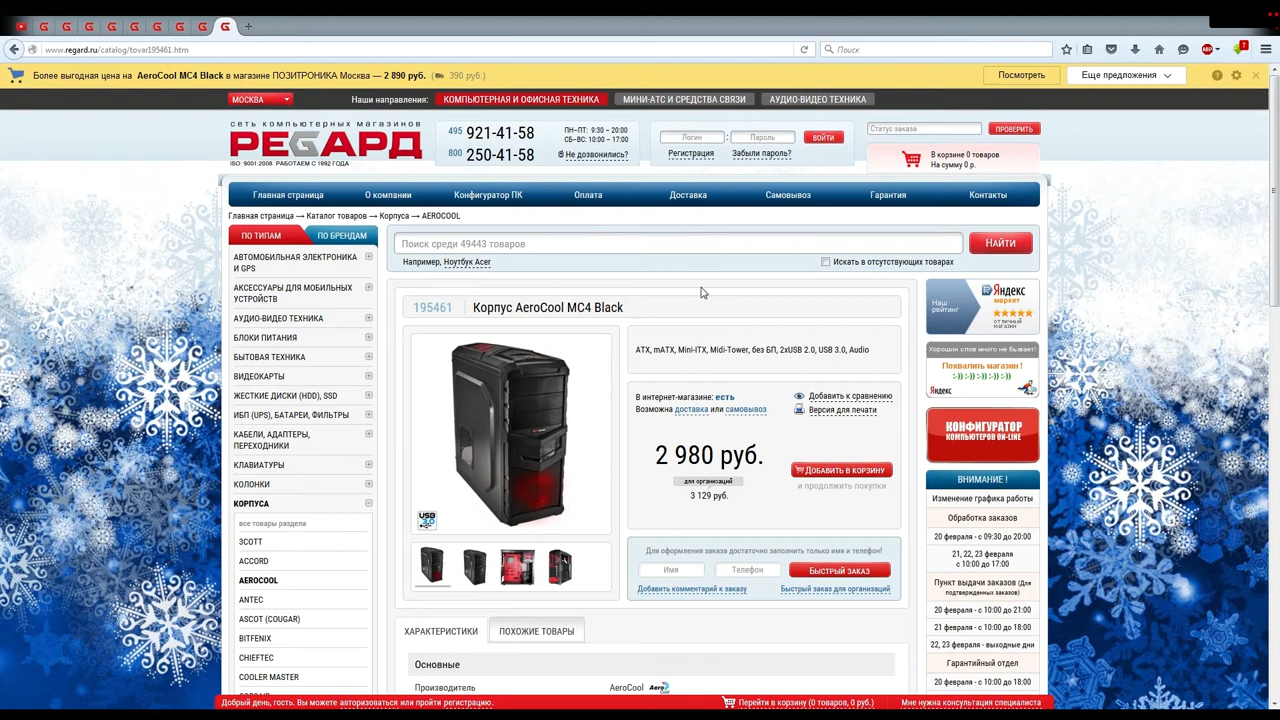 www.regard.ru/catalog/tovar195461.htm
Поиск
Более выгодная цена на AeroCool MC4 Black в магазине ПОЗИТРОНИКА Москва — 2 890 руб. ( 390 руб.)
Посмотреть
Еще предложения
МОСКВА
Наши направления:
КОМПЬЮТЕРНАЯ И ОФИСНАЯ ТЕХНИКА
МИНИ-АТС И СРЕДСТВА СВЯЗИ
АУДИО-ВИДЕО ТЕХНИКА
сеть компьютерных магазинов
РЕGАРД
ISO: 9001 2008. РАБОТАЕМ С 1992 ГОДА
495 921-41-58
800 250-41-58
ПН–ПТ: 9:30 – 20:00
СБ–ВС: 10:00 – 17:00
Не дозвонились?
Логин : Пароль ВОЙТИ
Регистрация Забыли пароль?
Статус заказа ПРОВЕРИТЬ
В корзине 0 товаров
На сумму 0 р.
Главная страница О компании Конфигуратор ПК Оплата Доставка Самовывоз Гарантия Контакты
Главная страница → Каталог товаров → Корпуса → AEROCOOL
ПО ТИПАМ ПО БРЕНДАМ
АВТОМОБИЛЬНАЯ ЭЛЕКТРОНИКА
И GPS
АКСЕССУАРЫ ДЛЯ МОБИЛЬНЫХ
УСТРОЙСТВ
АУДИО-ВИДЕО ТЕХНИКА
БЛОКИ ПИТАНИЯ
БЫТОВАЯ ТЕХНИКА
ВИДЕОКАРТЫ
ЖЕСТКИЕ ДИСКИ (HDD), SSD
ИБП (UPS), БАТАРЕИ, ФИЛЬТРЫ
КАБЕЛИ, АДАПТЕРЫ,
ПЕРЕХОДНИКИ
КЛАВИАТУРЫ
КОЛОНКИ
КОРПУСА
все товары раздела
3COTT
ACCORD
AEROCOOL
ANTEC
ASCOT (COUGAR)
BITFENIX
CHIEFTEC
COOLER MASTER
Поиск среди 49443 товаров
НАЙТИ
Например, Ноутбук Acer
Искать в отсутствующих товарах
195461 Корпус AeroCool MC4 Black
USB 3.0
ATX, mATX, Mini-ITX, Midi-Tower, без БП, 2xUSB 2.0, USB 3.0, Audio
В интернет-магазине: есть
Возможна доставка или самовывоз
Добавить к сравнению
Версия для печати
2 980 руб.
для организаций
3 129 руб.
ДОБАВИТЬ В КОРЗИНУ
и продолжить покупки
Для оформления заказа достаточно заполнить только имя и телефон!
Имя Телефон БЫСТРЫЙ ЗАКАЗ
Добавить комментарий к заказу Быстрый заказ для организаций
ХАРАКТЕРИСТИКИ ПОХОЖИЕ ТОВАРЫ
Основные
Производитель AeroCool Aero
Наш
рейтинг
Яндекс
маркет
отличный
магазин
Хороших слов много не бывает!
Похвалить магазин !
:-)) :-)) :-)) :-))
Яндекс
КОНФИГУРАТОР
КОМПЬЮТЕРОВ ON-LINE
ВНИМАНИЕ !
Изменение графика работы
Обработка заказов
20 февраля - с 09:30 до 20:00
21, 22, 23 февраля
с 10:00 до 17:00
Пункт выдачи заказов (Для
подтвержденных заказов)
20 февраля - с 10:00 до 21:00
21 февраля - с 10:00 до 18:00
22, 23 февраля - выходные дни
Гарантийный отдел
20 февраля - с 10:00 до 18:00
Добрый день, гость. Вы можете авторизоваться или пройти регистрацию.
Перейти в корзину (0 товаров, 0 руб.)
Мне нужна консультация специалиста